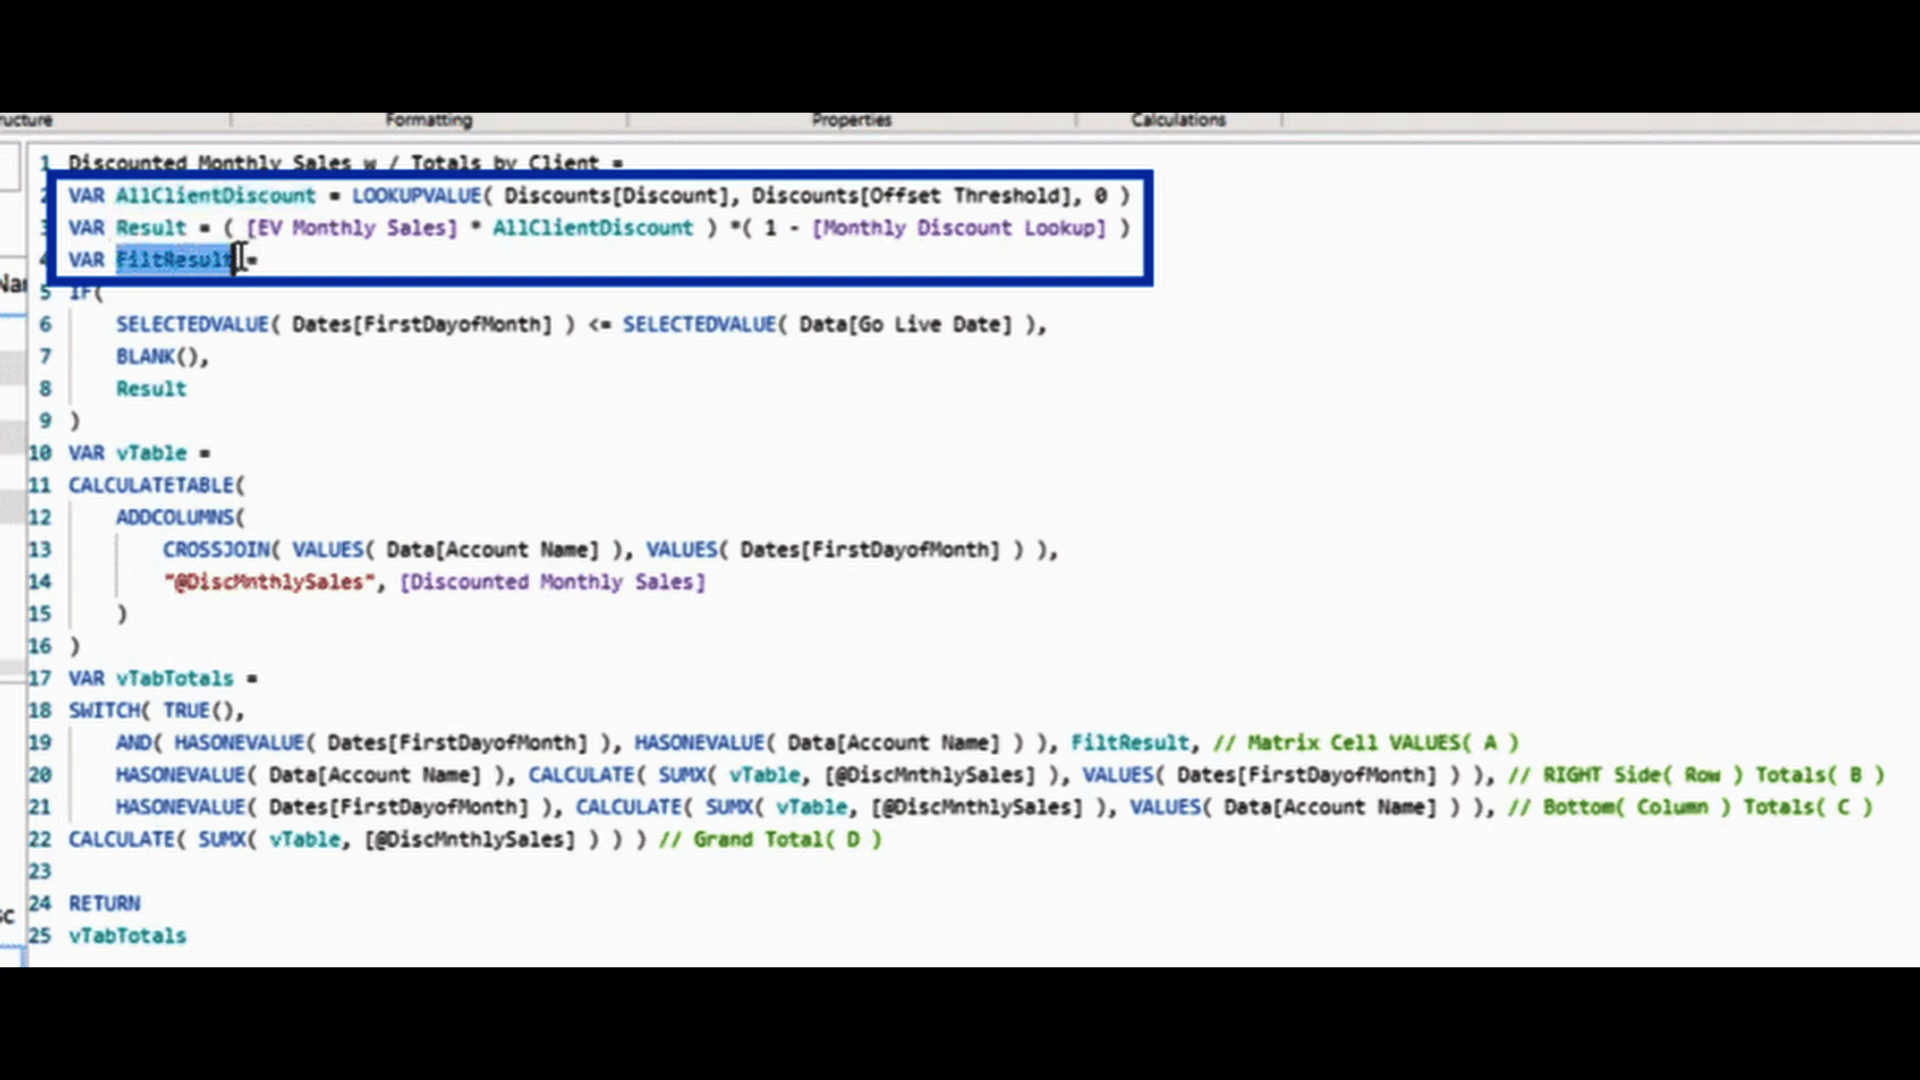 ructure
Formatting
Properties
Calculations
1 Discounted Monthly Sales w / Totals by Client =
2 VAR AllClientDiscount = LOOKUPVALUE( Discounts[Discount], Discounts[Offset Threshold], 0 )
3 VAR Result = ( [EV Monthly Sales] * AllClientDiscount ) *( 1 - [Monthly Discount Lookup] )
4 VAR FiltResult =
5 IF(
6 SELECTEDVALUE( Dates[FirstDayofMonth] ) <= SELECTEDVALUE( Data[Go Live Date] ),
7 BLANK(),
8 Result
9 )
10 VAR vTable =
11 CALCULATETABLE(
12 ADDCOLUMNS(
13 CROSSJOIN( VALUES( Data[Account Name] ), VALUES( Dates[FirstDayofMonth] ) ),
14 "@DiscMnthlySales", [Discounted Monthly Sales]
15 )
16 )
17 VAR vTabTotals =
18 SWITCH( TRUE(),
19 AND( HASONEVALUE( Dates[FirstDayofMonth] ), HASONEVALUE( Data[Account Name] ) ), FiltResult, // Matrix Cell VALUES( A )
20 HASONEVALUE( Data[Account Name] ), CALCULATE( SUMX( vTable, [@DiscMnthlySales] ), VALUES( Dates[FirstDayofMonth] ) ), // RIGHT Side( Row ) Totals( B )
21 HASONEVALUE( Dates[FirstDayofMonth] ), CALCULATE( SUMX( vTable, [@DiscMnthlySales] ), VALUES( Data[Account Name] ) ), // Bottom( Column ) Totals( C )
22 CALCULATE( SUMX( vTable, [@DiscMnthlySales] ) ) ) // Grand Total( D )
23
24 RETURN
25 vTabTotals